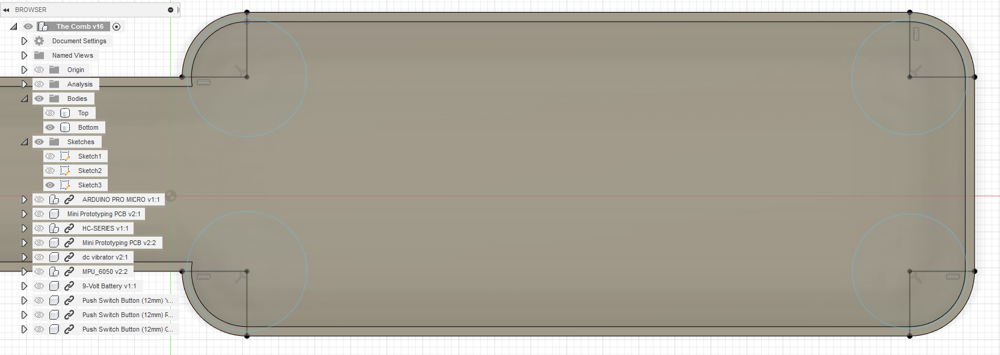 BROWSER
The Comb v16
Document Settings
Named Views
Origin
Analysis
Bodies
Top
Bottom
Sketches
Sketch1
Sketch2
Sketch3
ARDUINO PRO MICRO v1:1
Mini Prototyping PCB v2:1
HC-SERIES v1:1
Mini Prototyping PCB v2:2
dc vibrator v2:1
MPU_6050 v2:2
9-Volt Battery v1:1
Push Switch Button (12mm) Y...
Push Switch Button (12mm) R...
Push Switch Button (12mm) G...